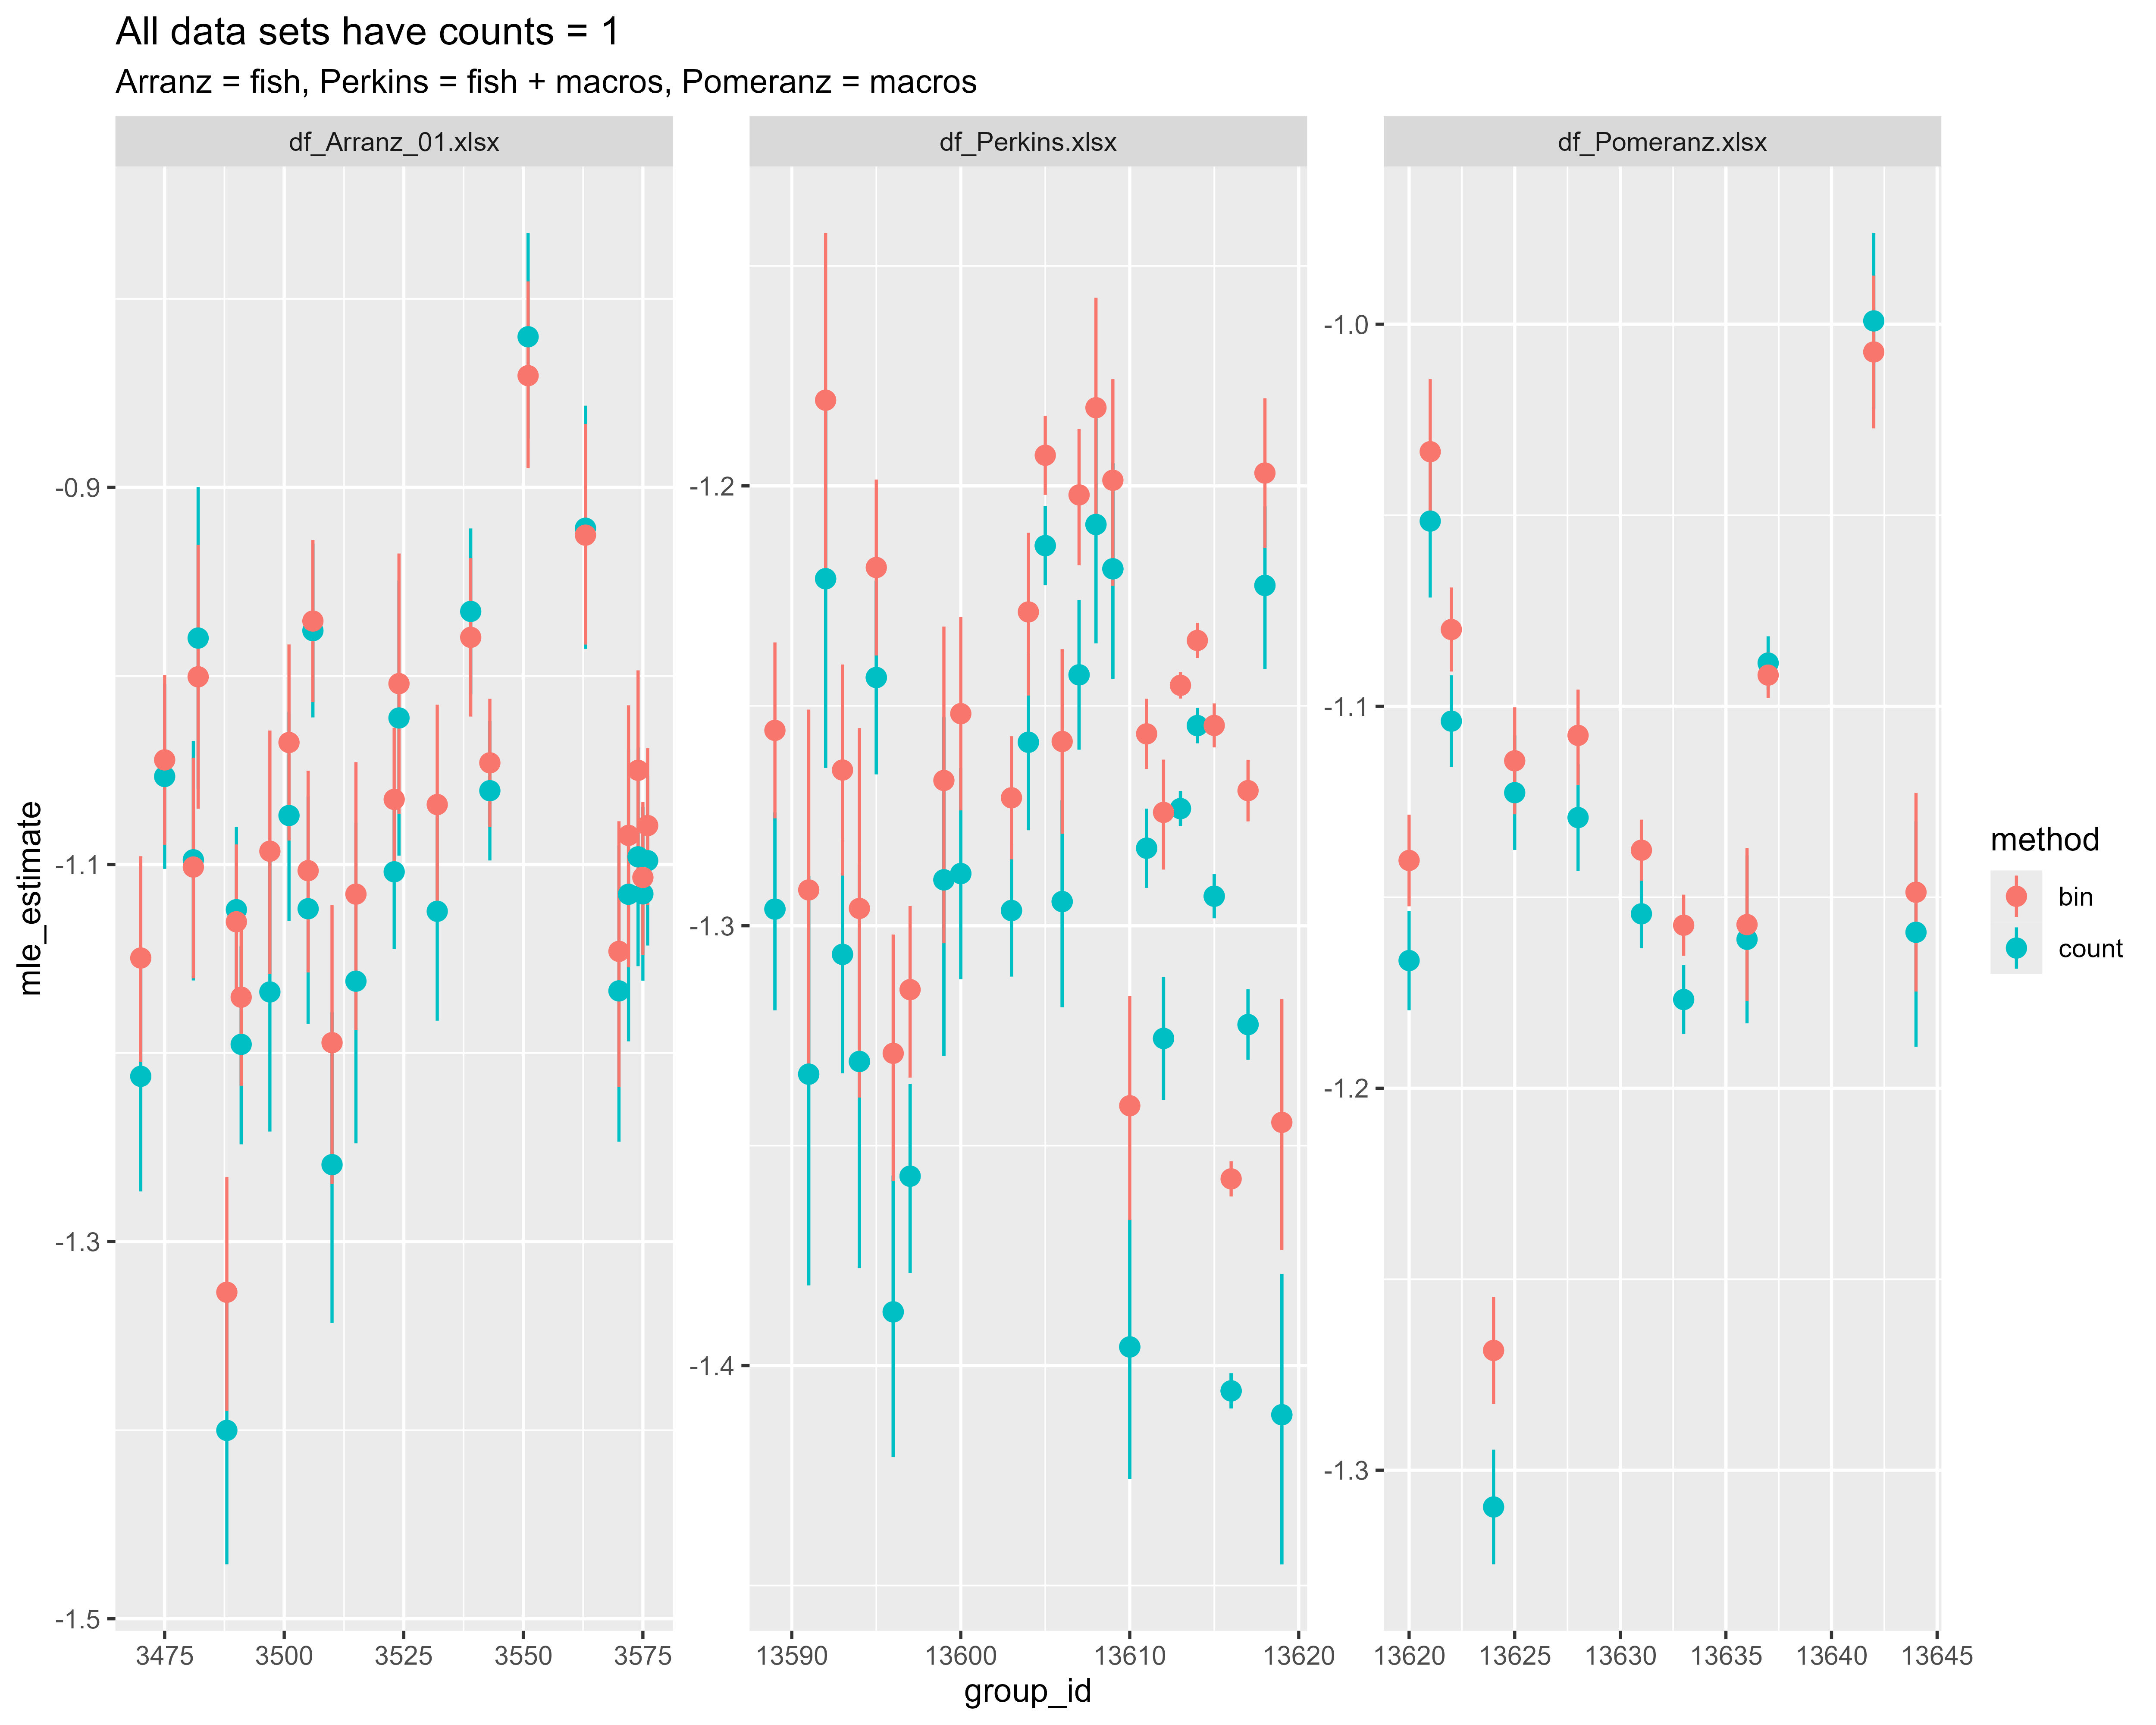 All data sets have counts = 1
Arranz = fish, Perkins = fish + macros, Pomeranz = macros
df_Arranz_01.xlsx
df_Perkins.xlsx
df_Pomeranz.xlsx
mle_estimate
-0.9
-1.1
-1.3
-1.5
-1.2
-1.3
-1.4
-1.0
-1.1
-1.2
-1.3
3475 3500 3525 3550 3575
13590 13600 13610 13620
13620 13625 13630 13635 13640 13645
group_id
method
bin
count